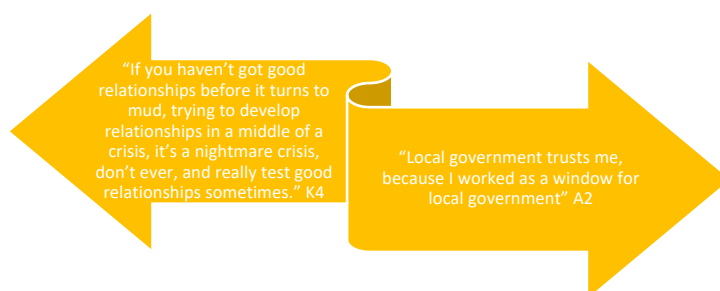 “If you haven’t got good
relationships before it turns to
mud, trying to develop
relationships in a middle of a
crisis, it’s a nightmare crisis,
don’t ever, and really test good
relationships sometimes.” K4
“Local government trusts me,
because I worked as a window for
local government” A2